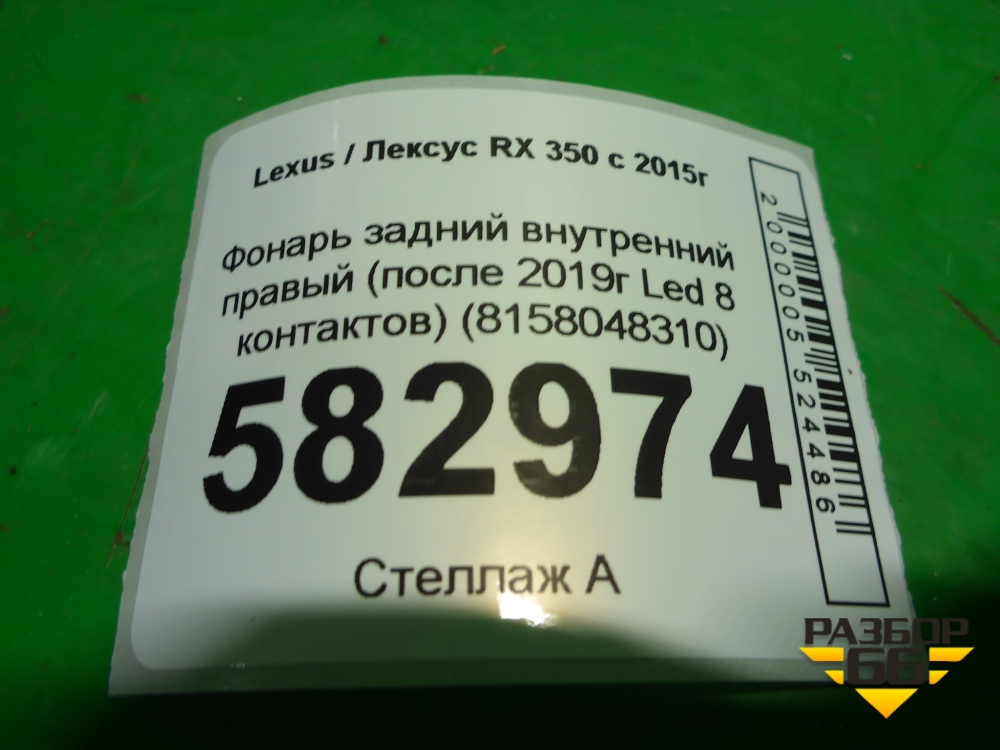 Lexus / Лексус RX 350 с 2015г
Фонарь задний внутренний
правый (после 2019г Led 8
контактов) (8158048310)
582974
Стеллаж А
2000005524486
РАЗБОР
66